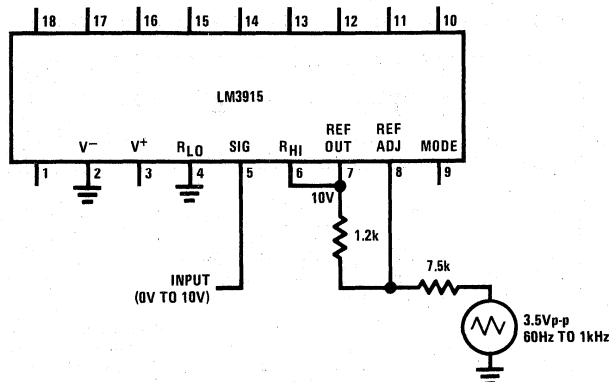 18 17 16 15 14 13 12 11 10
LM3915
REF REF
V− V+ RLO SIG RHI OUT ADJ MODE
1 2 3 4 5 6 7 8 9
10V
1.2k
7.5k
INPUT
(0V TO 10V)
3.5Vp-p
60Hz TO 1kHz